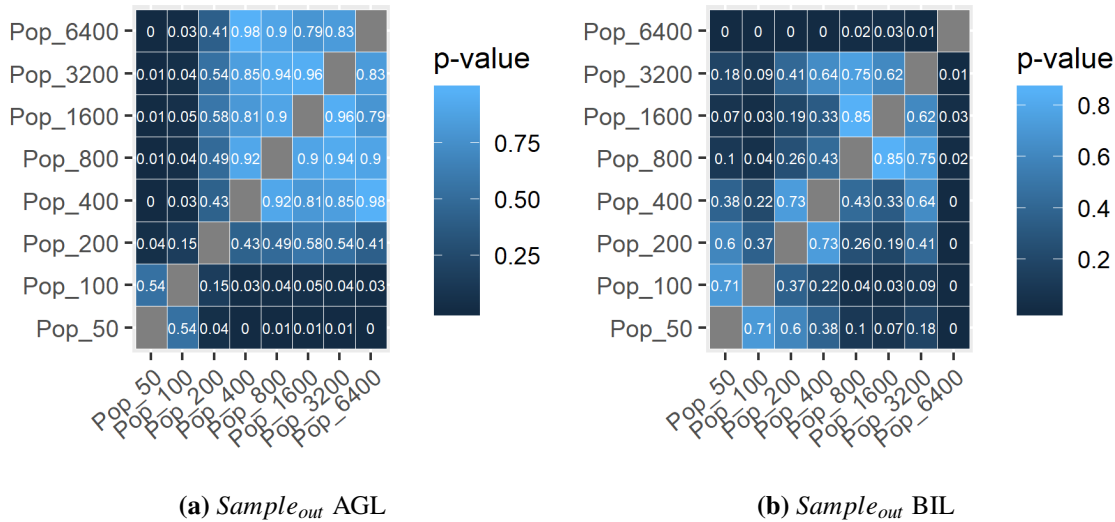 Pop_6400 0 0.03 0.41 0.98 0.9 0.79 0.83
Pop_3200 0.01 0.04 0.54 0.85 0.94 0.96 0.83
Pop_1600 0.01 0.05 0.58 0.81 0.9 0.96 0.79
Pop_800 0.01 0.04 0.49 0.92 0.9 0.94 0.9
Pop_400 0 0.03 0.43 0.92 0.81 0.85 0.98
Pop_200 0.04 0.15 0.43 0.49 0.58 0.54 0.41
Pop_100 0.54 0.15 0.03 0.04 0.05 0.04 0.03
Pop_50 0.54 0.04 0 0.01 0.01 0.01 0
Pop_50 Pop_100 Pop_200 Pop_400 Pop_800 Pop_1600 Pop_3200 Pop_6400
p-value
0.75
0.50
0.25
(a) Sample_out AGL
Pop_6400 0 0 0 0 0.02 0.03 0.01
Pop_3200 0.18 0.09 0.41 0.64 0.75 0.62 0.01
Pop_1600 0.07 0.03 0.19 0.33 0.85 0.62 0.03
Pop_800 0.1 0.04 0.26 0.43 0.85 0.75 0.02
Pop_400 0.38 0.22 0.73 0.43 0.33 0.64 0
Pop_200 0.6 0.37 0.73 0.26 0.19 0.41 0
Pop_100 0.71 0.37 0.22 0.04 0.03 0.09 0
Pop_50 0.71 0.6 0.38 0.1 0.07 0.18 0
Pop_50 Pop_100 Pop_200 Pop_400 Pop_800 Pop_1600 Pop_3200 Pop_6400
p-value
0.8
0.6
0.4
0.2
(b) Sample_out BIL